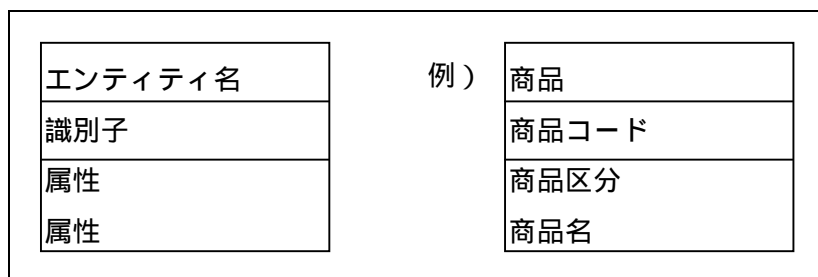 エンティティ名
識別子
属性
属性
例）
商品
商品コード
商品区分
商品名